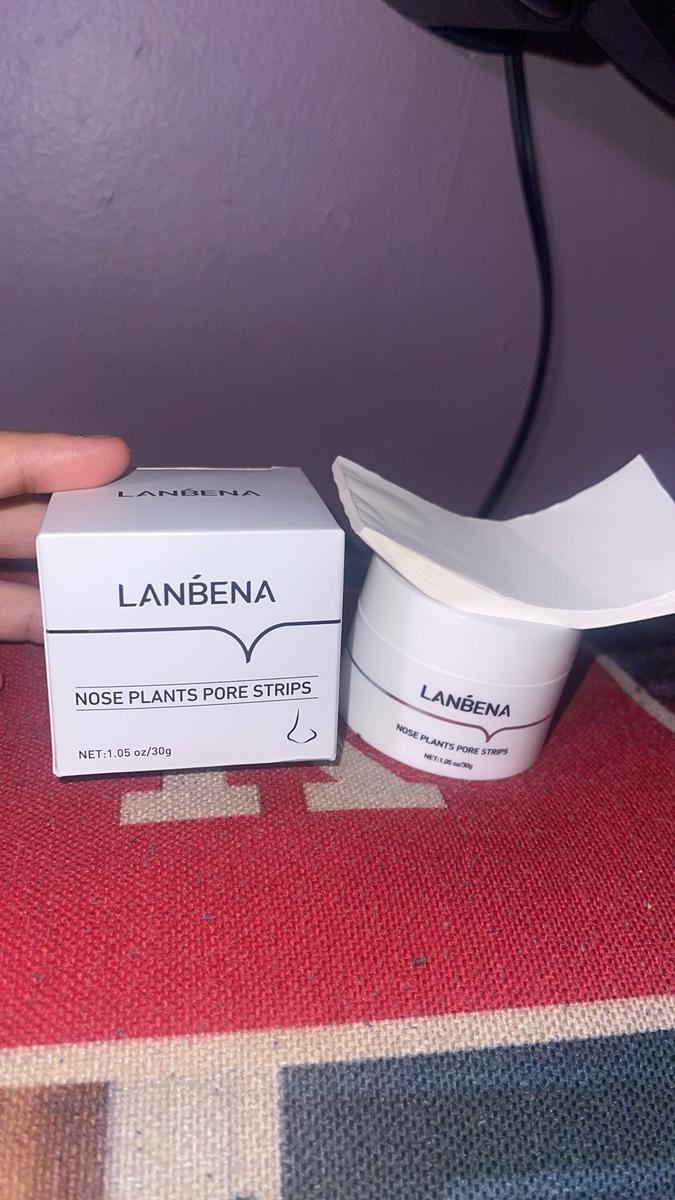 LANBENA
LANBENA
NOSE PLANTS PORE STRIPS
NET:1.05 oz/30g
LANBENA
NOSE PLANTS PORE STRIPS
NET:1.05 oz/30g